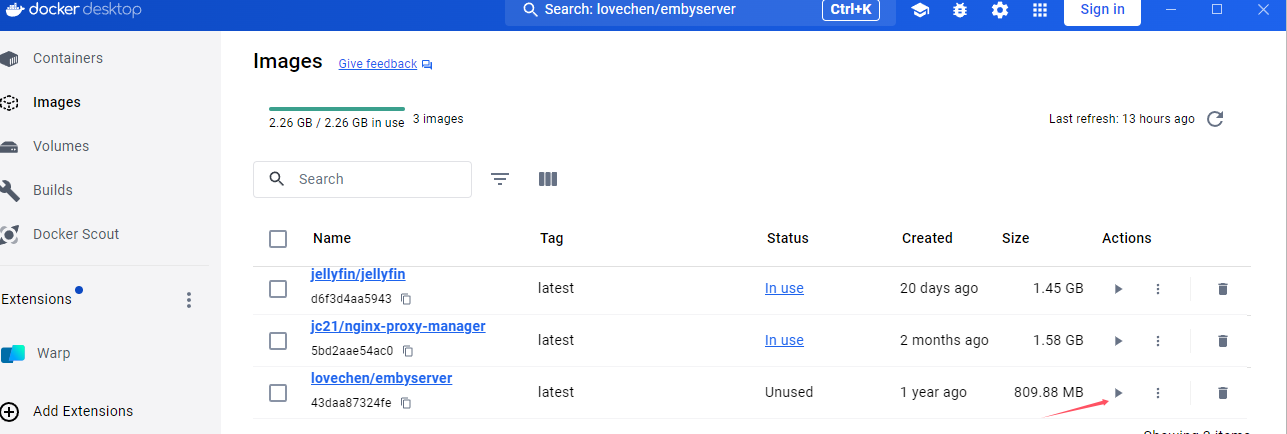 docker desktop
Search: lovechen/embyserver
Ctrl+K
Sign in
Containers
Images
Volumes
Builds
Docker Scout
Extensions
Warp
Add Extensions
Images
Give feedback
2.26 GB / 2.26 GB in use
3 images
Last refresh: 13 hours ago
Search
Name Tag Status Created Size Actions
jellyfin/jellyfin
d6f3d4aa5943
latest In use 20 days ago 1.45 GB
jc21/nginx-proxy-manager
5bd2aae54ac0
latest In use 2 months ago 1.58 GB
lovechen/embyserver
43daa87324fe
latest Unused 1 year ago 809.88 MB